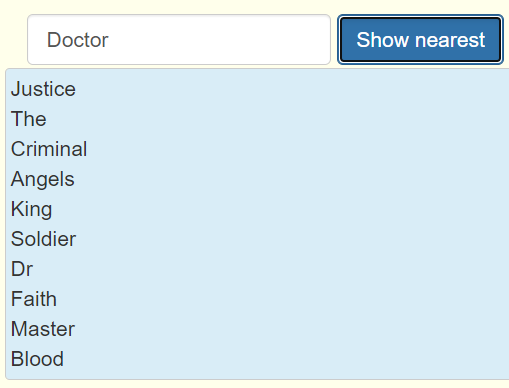 Doctor Show nearest
Justice
The
Criminal
Angels
King
Soldier
Dr
Faith
Master
Blood